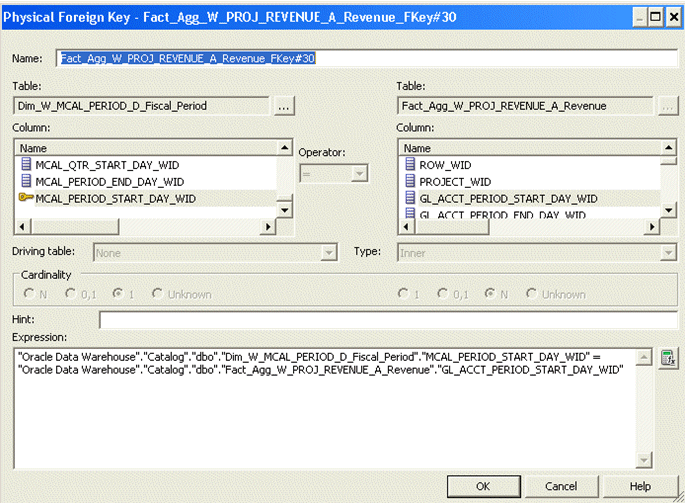 Physical Foreign Key - Fact_Agg_W_PROJ_REVENUE_A_Revenue_FKey#30
Name: Fact_Agg_W_PROJ_REVENUE_A_Revenue_FKey#30
Table: Table:
Dim_W_MCAL_PERIOD_D_Fiscal_Period ... Fact_Agg_W_PROJ_REVENUE_A_Revenue ...
Column: Column:
Name Operator: Name
MCAL_QTR_START_DAY_WID = ROW_WID
MCAL_PERIOD_END_DAY_WID PROJECT_WID
MCAL_PERIOD_START_DAY_WID GL_ACCT_PERIOD_START_DAY_WID
GL_ACCT_PERIOD_END_DAY_WID
Driving table: None Type: Inner
Cardinality
N 0,1 1 Unknown 1 0,1 N Unknown
Hint:
Expression:
"Oracle Data Warehouse"."Catalog"."dbo"."Dim_W_MCAL_PERIOD_D_Fiscal_Period"."MCAL_PERIOD_START_DAY_WID" =
"Oracle Data Warehouse"."Catalog"."dbo"."Fact_Agg_W_PROJ_REVENUE_A_Revenue"."GL_ACCT_PERIOD_START_DAY_WID"
OK Cancel Help